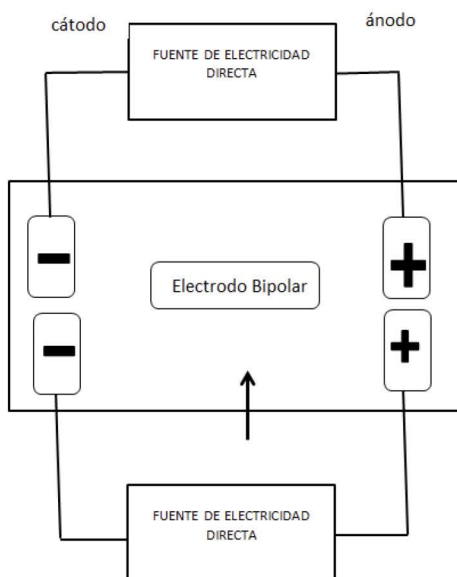 cátodo
ánodo
FUENTE DE ELECTRICIDAD
DIRECTA
−
+
Electrodo Bipolar
−
+
FUENTE DE ELECTRICIDAD
DIRECTA